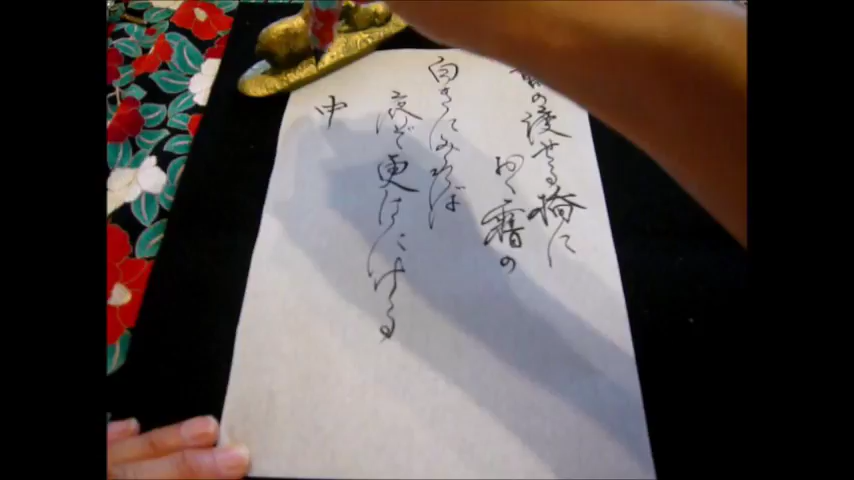 の渡せる橋に
おく霜の
白きをみれば
夜ぞ更けにける
中